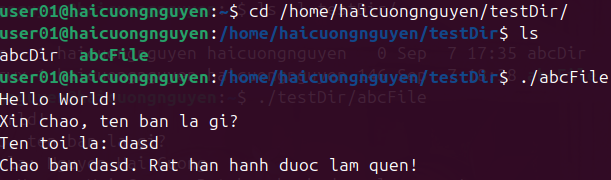 user01@haicuongnguyen:~$ cd /home/haicuongnguyen/testDir/
user01@haicuongnguyen:/home/haicuongnguyen/testDir$ ls
abcDir  abcFile
user01@haicuongnguyen:/home/haicuongnguyen/testDir$ ./abcFile
Hello World!
Xin chao, ten ban la gi?
Ten toi la: dasd
Chao ban dasd. Rat han hanh duoc lam quen!